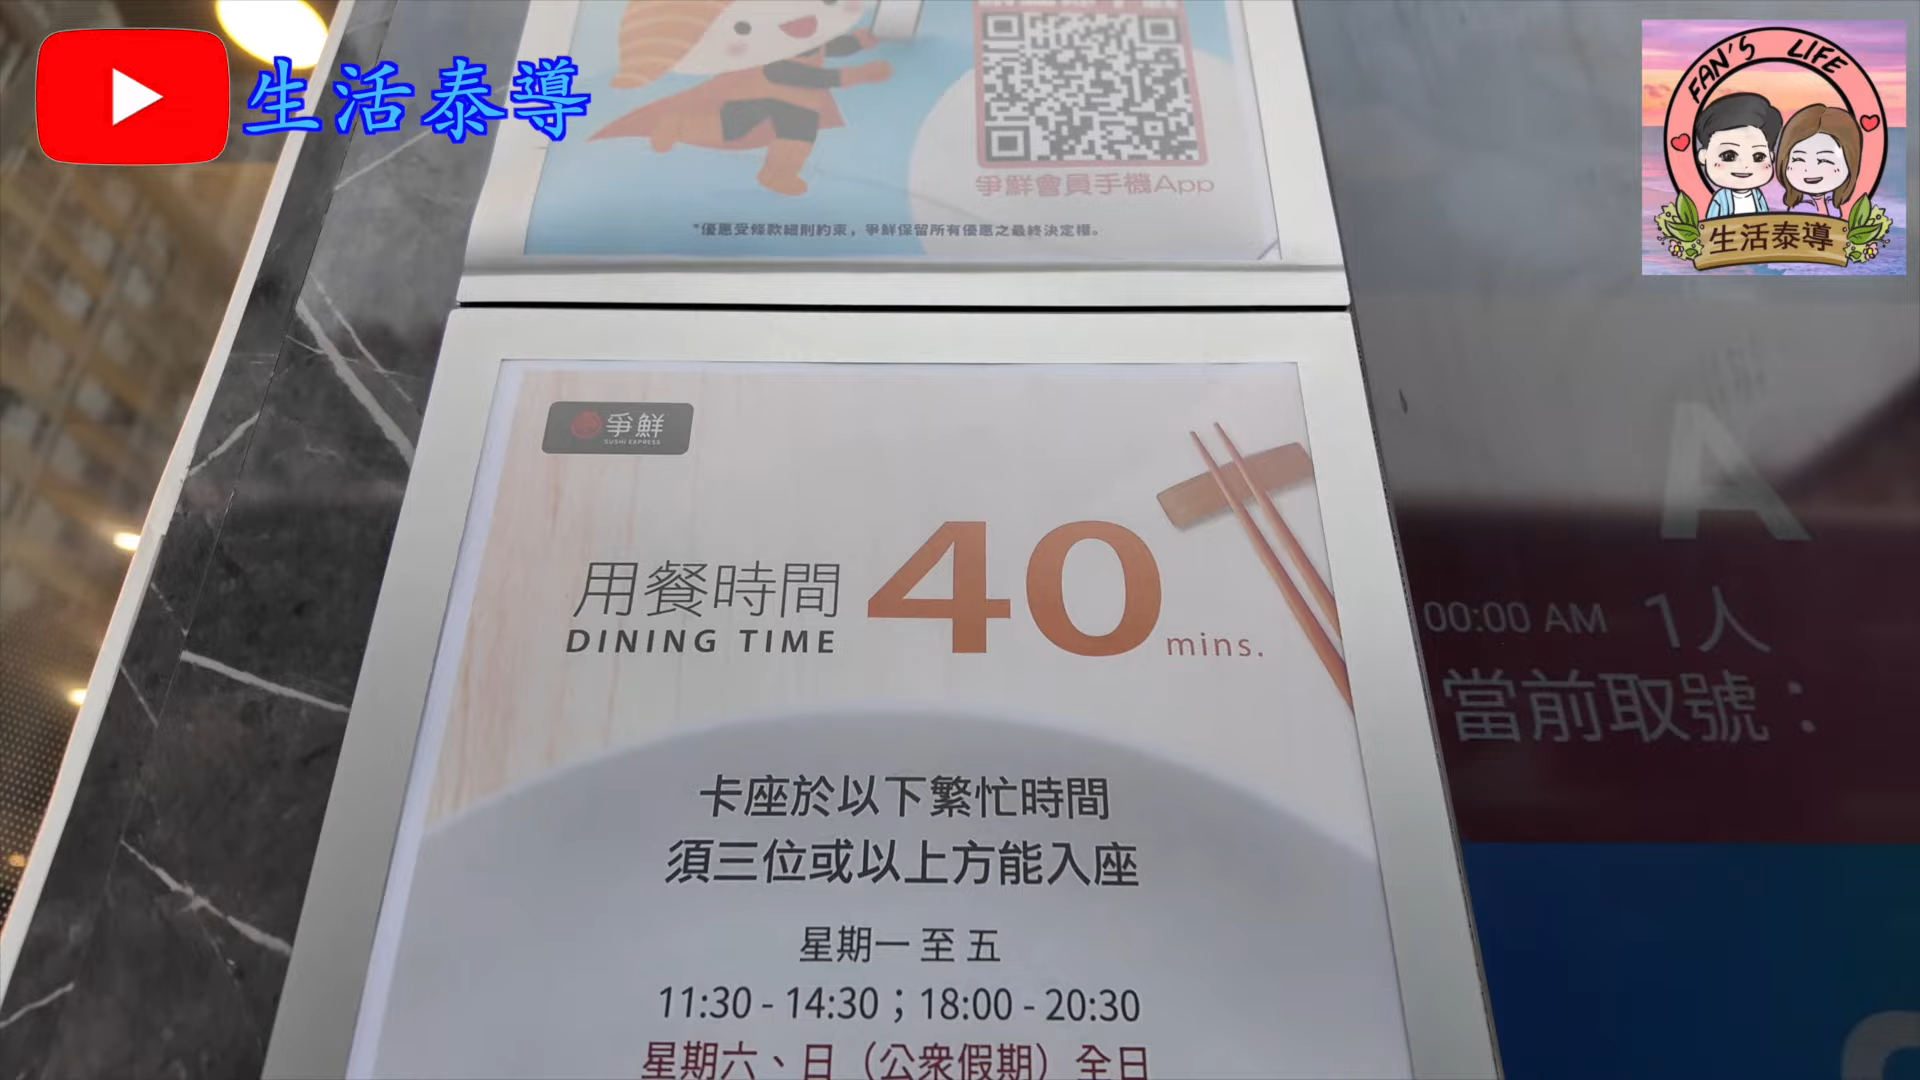 生活泰導
FAN'S LIFE
生活泰導
爭鮮會員手機App
*優惠受條款細則約束，爭鮮保留所有優惠之最終決定權。
爭鮮
SUSHI EXPRESS
用餐時間 40 mins.
DINING TIME
卡座於以下繁忙時間
須三位或以上方能入座
星期一 至 五
11:30 - 14:30；18:00 - 20:30
星期六、日（公眾假期）全日
A
00:00 AM 1人
當前取號：